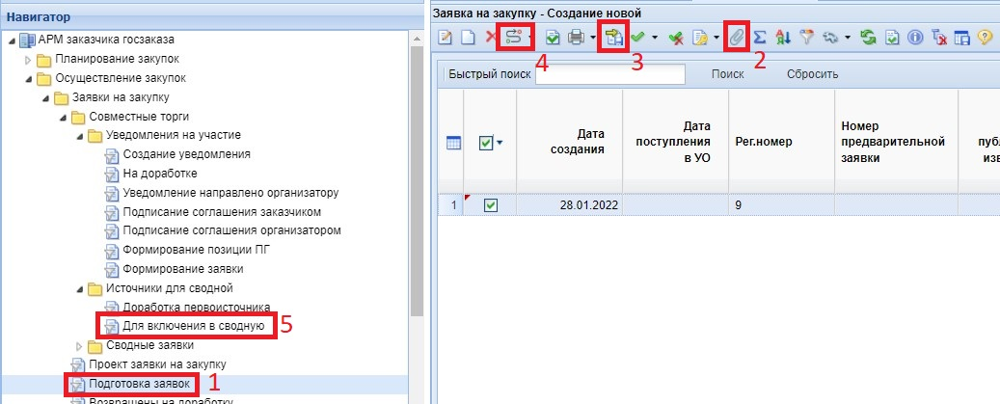 Навигатор
АРМ заказчика госзаказа
Планирование закупок
Осуществление закупок
Заявки на закупку
Совместные торги
Уведомления на участие
Создание уведомления
На доработке
Уведомление направлено организатору
Подписание соглашения заказчиком
Подписание соглашения организатором
Формирование позиции ПГ
Формирование заявки
Источники для сводной
Доработка первоисточника
Для включения в сводную 5
Сводные заявки
Проект заявки на закупку
Подготовка заявок 1
Возвращены на доработку
Заявка на закупку - Создание новой
4 3 2
Быстрый поиск Поиск Сбросить
Дата
создания
Дата
поступления
в УО
Рег.номер
Номер
предварительной
заявки
публ
изв
1 28.01.2022 9